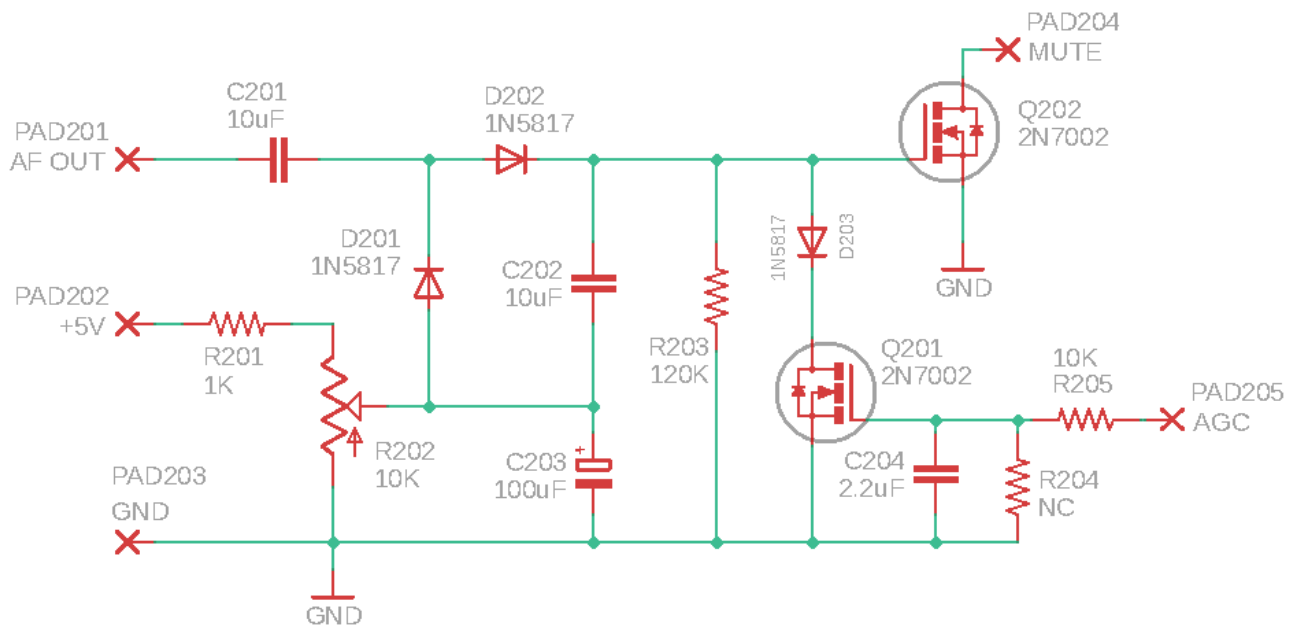 PAD204
MUTE
C201
10uF
D202
1N5817
Q202
2N7002
PAD201
AF OUT
D201
1N5817
C202
10uF
1N5817
D203
GND
PAD202
+5V
R201
1K
R203
120K
Q201
2N7002
10K
R205
PAD205
AGC
R202
10K
C203
+
100uF
C204
2.2uF
R204
NC
PAD203
GND
GND